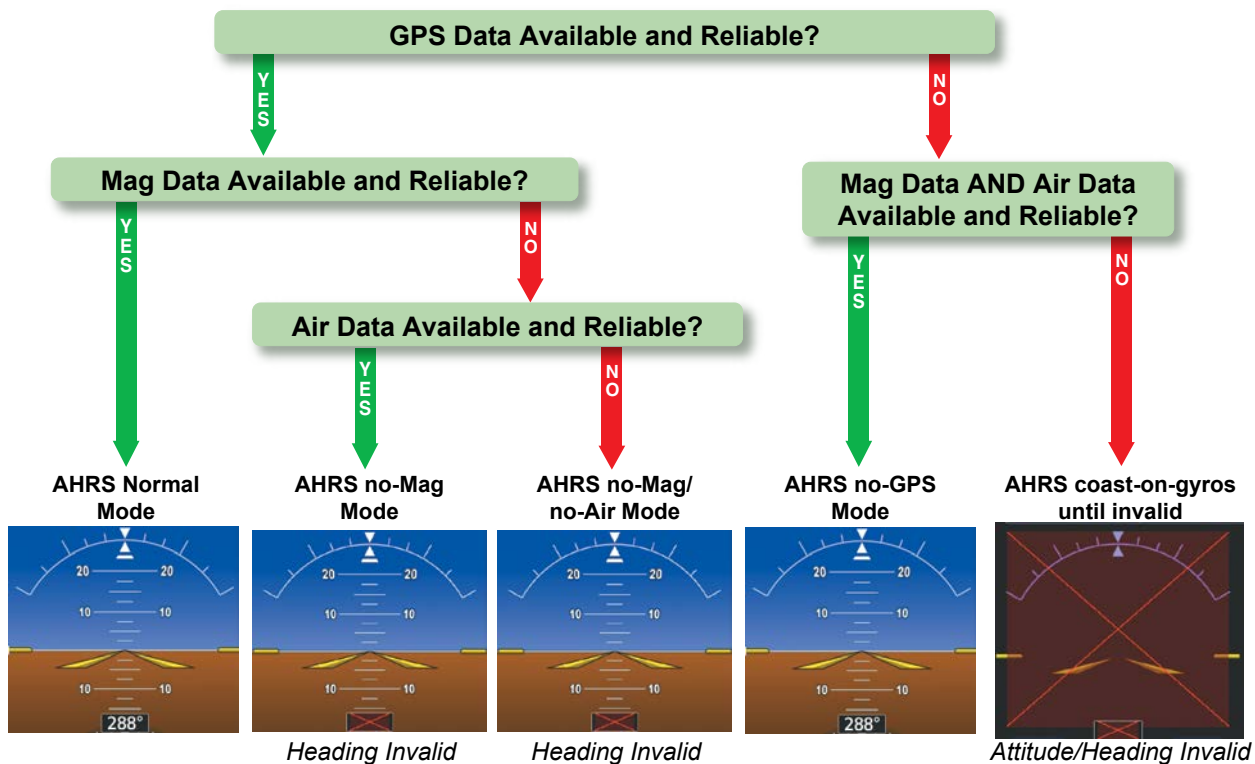 GPS Data Available and Reliable?
YES
NO
Mag Data Available and Reliable?
Mag Data AND Air Data
Available and Reliable?
YES
NO
YES
NO
Air Data Available and Reliable?
YES
NO
AHRS Normal
Mode
AHRS no-Mag
Mode
AHRS no-Mag/
no-Air Mode
AHRS no-GPS
Mode
AHRS coast-on-gyros
until invalid
20 20
10 10
10 10
288°
20 20
10 10
10 10
20 20
10 10
10 10
20 20
10 10
10 10
288°
Heading Invalid
Heading Invalid
Attitude/Heading Invalid